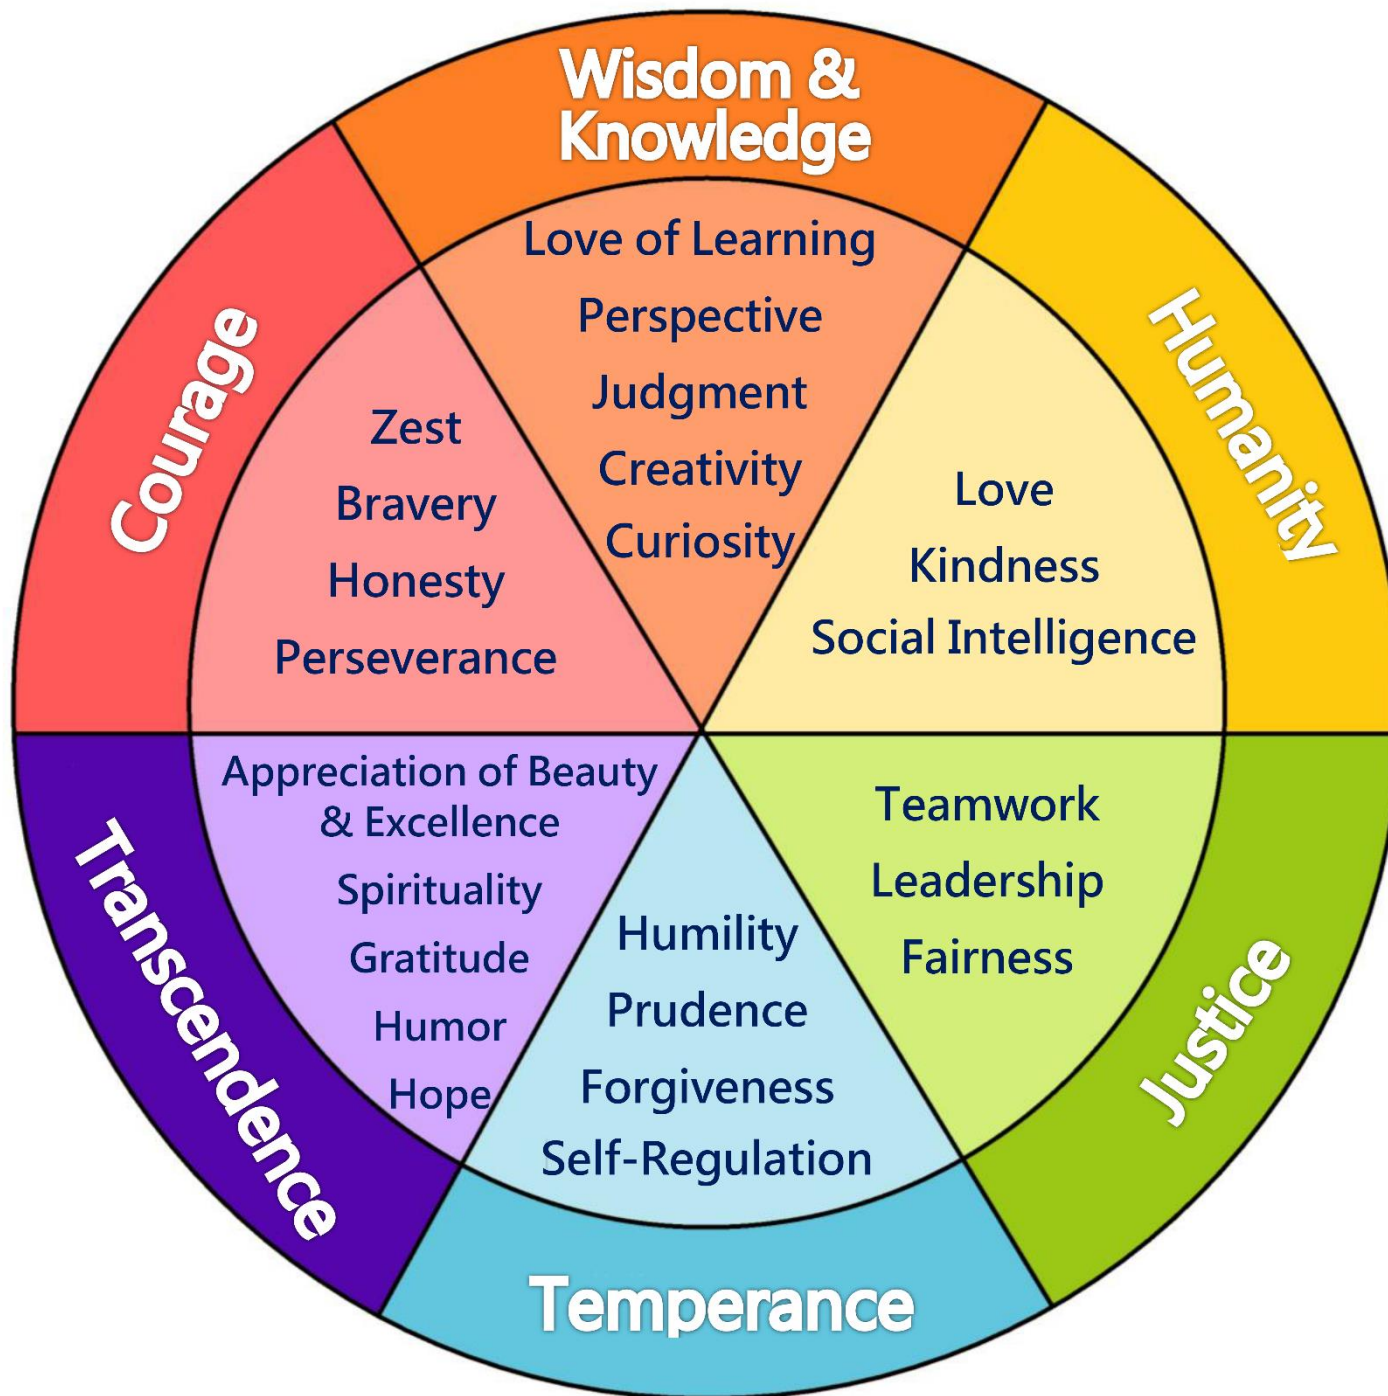 Wisdom &
Knowledge
Love of Learning
Perspective
Judgment
Creativity
Curiosity
Humanity
Love
Kindness
Social Intelligence
Justice
Teamwork
Leadership
Fairness
Temperance
Humility
Prudence
Forgiveness
Self-Regulation
Transcendence
Appreciation of Beauty
& Excellence
Spirituality
Gratitude
Humor
Hope
Courage
Zest
Bravery
Honesty
Perseverance